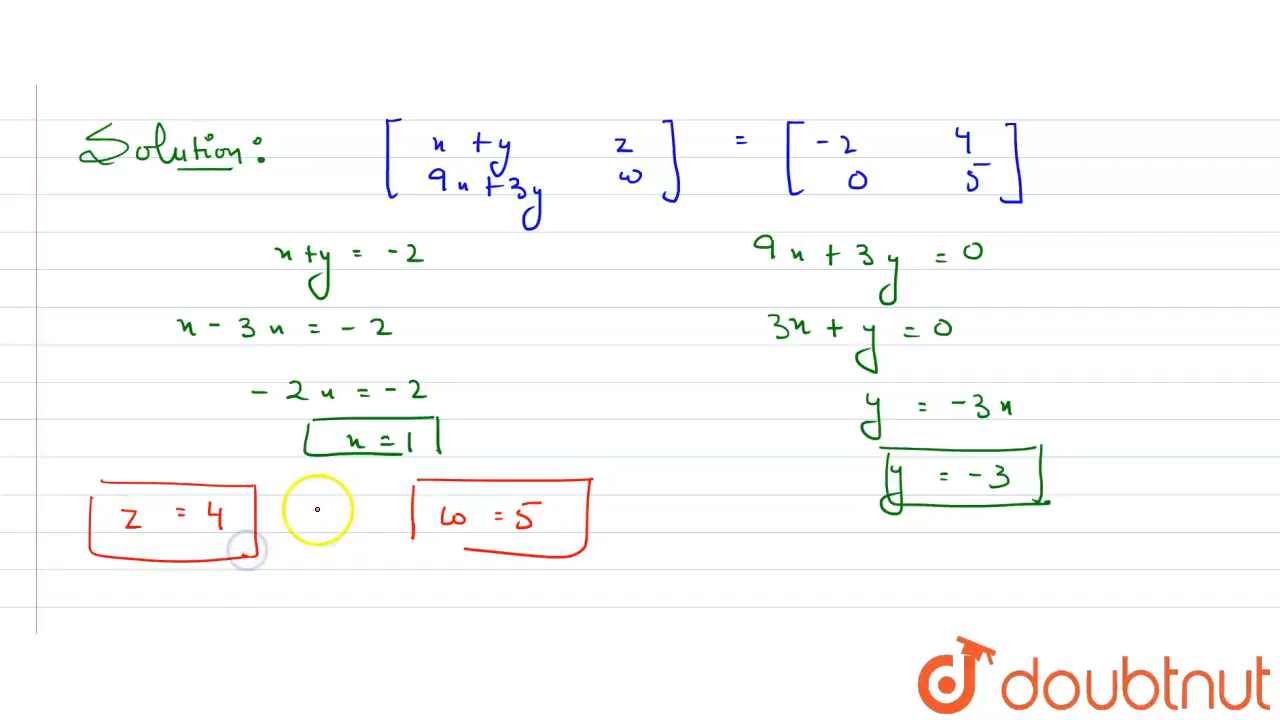 Solution: [ x + y z ] = [ -2 4 ]
[ 9x + 3y w ] [ 0 5 ]
x + y = -2 9x + 3y = 0
x - 3x = -2 3x + y = 0
- 2x = -2 y = -3x
x = 1
y = -3
z = 4 w = 5
doubtnut